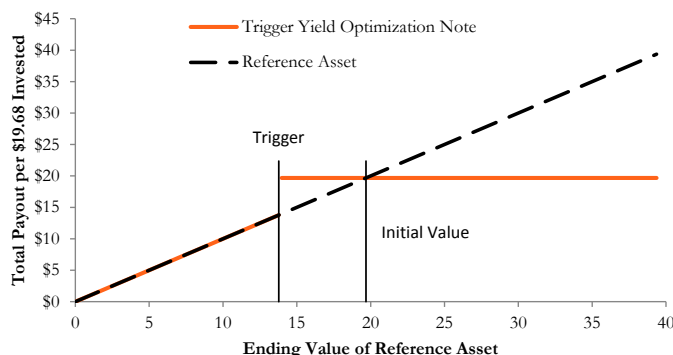 $45
$40
$35
$30
$25
$20
$15
$10
$5
$0
Total Payout per $19.68 Invested
Trigger Yield Optimization Note
Reference Asset
Trigger
Initial Value
0 5 10 15 20 25 30 35 40
Ending Value of Reference Asset